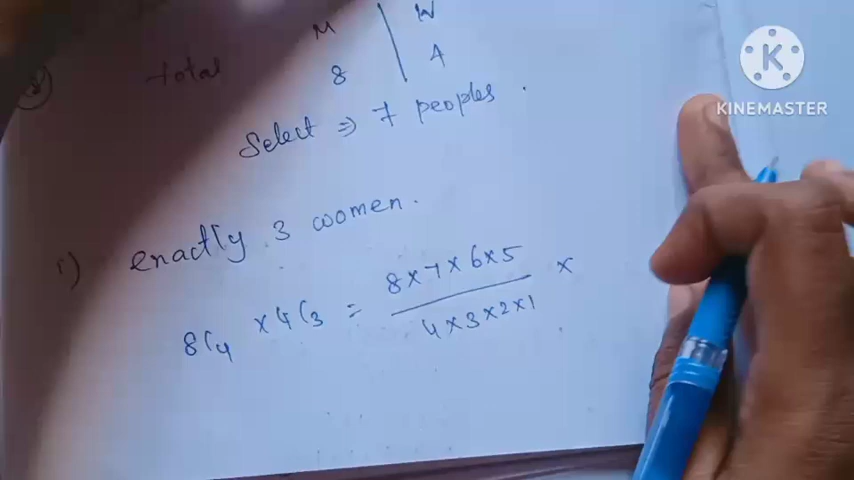 M | W
total 8 | 4
Select => 7 peoples.
i) exactly 3 women.
8C4 x 4C3 = 8×7×6×5 / 4×3×2×1 ×
K
KINEMASTER